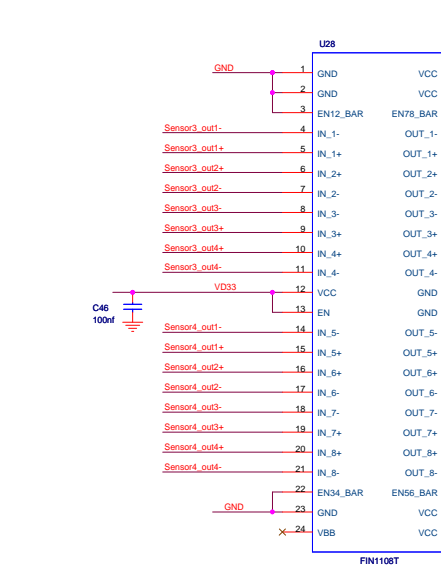 U28
GND 1 GND VCC
2 GND VCC
3 EN12_BAR EN78_BAR
Sensor3_out1- 4 IN_1- OUT_1-
Sensor3_out1+ 5 IN_1+ OUT_1+
Sensor3_out2+ 6 IN_2+ OUT_2+
Sensor3_out2- 7 IN_2- OUT_2-
Sensor3_out3- 8 IN_3- OUT_3-
Sensor3_out3+ 9 IN_3+ OUT_3+
Sensor3_out4+ 10 IN_4+ OUT_4+
Sensor3_out4- 11 IN_4- OUT_4-
VD33 12 VCC GND
C46 13 EN GND
100nf
Sensor4_out1- 14 IN_5- OUT_5-
Sensor4_out1+ 15 IN_5+ OUT_5+
Sensor4_out2+ 16 IN_6+ OUT_6+
Sensor4_out2- 17 IN_6- OUT_6-
Sensor4_out3- 18 IN_7- OUT_7-
Sensor4_out3+ 19 IN_7+ OUT_7+
Sensor4_out4+ 20 IN_8+ OUT_8+
Sensor4_out4- 21 IN_8- OUT_8-
22 EN34_BAR EN56_BAR
GND 23 GND VCC
24 VBB VCC
FIN1108T